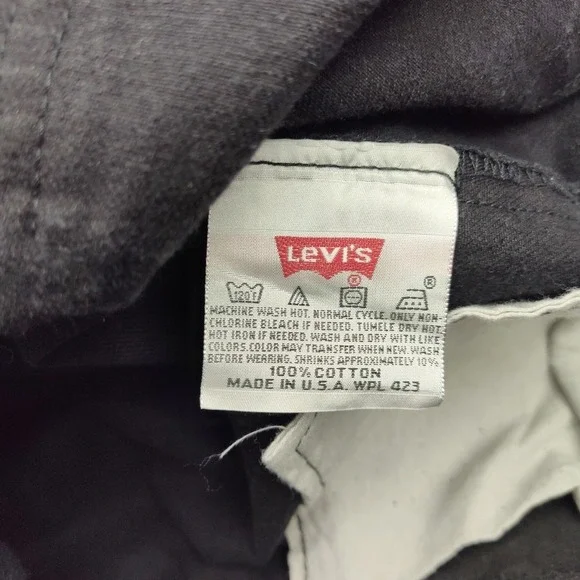 Levi's
®
®
120F
MACHINE WASH HOT. NORMAL CYCLE. ONLY NON-
CHLORINE BLEACH IF NEEDED. TUMBLE DRY HOT.
HOT IRON IF NEEDED. WASH AND DRY WITH LIKE
COLORS. COLOR MAY TRANSFER WHEN NEW. WASH
BEFORE WEARING. SHRINKS APPROXIMATELY 10%
100% COTTON
MADE IN U.S.A. WPL 423